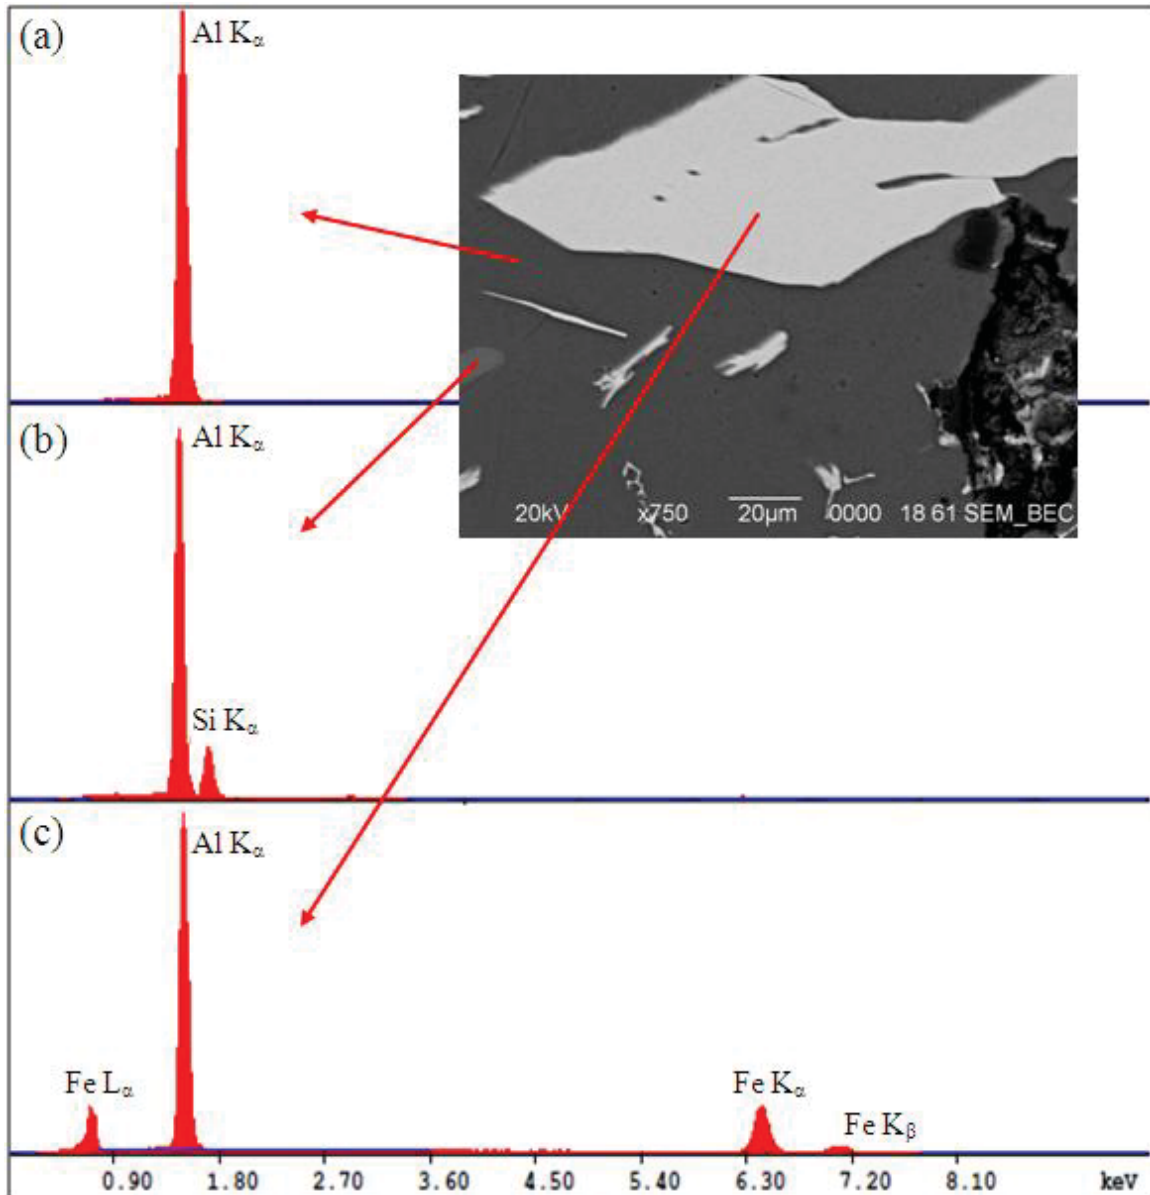 (a)
Al Kα
20kV x750 20µm 0000 18 61 SEM_BEC
(b)
Al Kα
Si Kα
(c)
Al Kα
Fe Lα
Fe Kα
Fe Kβ
0.90 1.80 2.70 3.60 4.50 5.40 6.30 7.20 8.10 keV